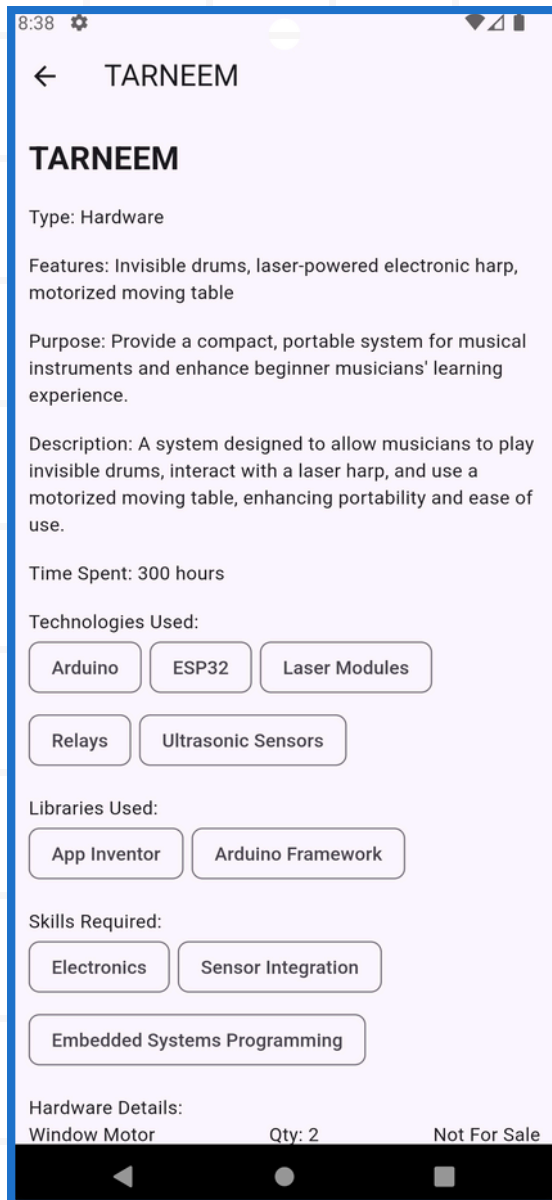 8:38
TARNEEM
TARNEEM
Type: Hardware
Features: Invisible drums, laser-powered electronic harp,
motorized moving table
Purpose: Provide a compact, portable system for musical
instruments and enhance beginner musicians' learning
experience.
Description: A system designed to allow musicians to play
invisible drums, interact with a laser harp, and use a
motorized moving table, enhancing portability and ease of
use.
Time Spent: 300 hours
Technologies Used:
Arduino ESP32 Laser Modules
Relays Ultrasonic Sensors
Libraries Used:
App Inventor Arduino Framework
Skills Required:
Electronics Sensor Integration
Embedded Systems Programming
Hardware Details:
Window Motor Qty: 2 Not For Sale